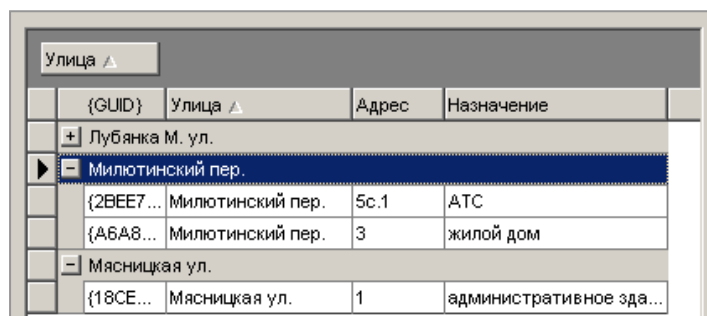 Улица
{GUID} Улица Адрес Назначение
Лубянка М. ул.
Милютинский пер.
{2BEE7... Милютинский пер. 5с.1 АТС
{A6A8... Милютинский пер. 3 жилой дом
Мясницкая ул.
{18CE... Мясницкая ул. 1 административное зда...